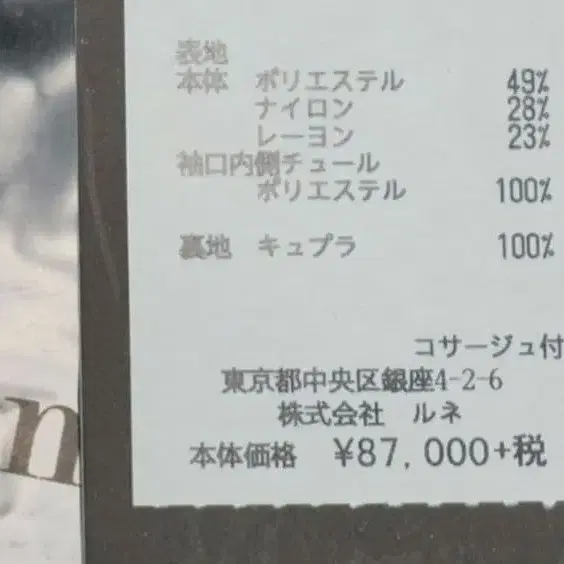 表地
本体 ポリエステル 49%
ナイロン 28%
レーヨン 23%
袖口内側チュール
ポリエステル 100%
裏地 キュプラ 100%
コサージュ付
東京都中央区銀座4-2-6
株式会社 ルネ
本体価格 ¥87,000+税
n